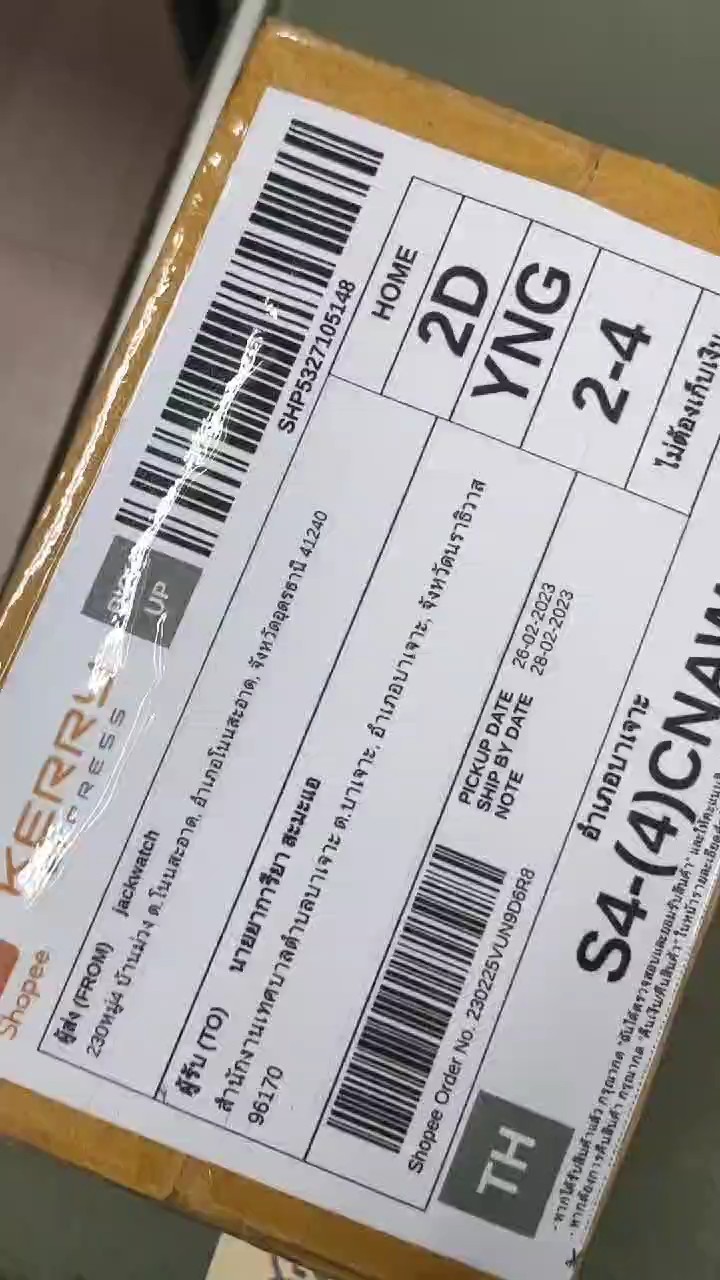 Shopee
KERRY
EXPRESS
UP
SHP5327105148
HOME
2D
YNG
2-4
ไม่ต้องเก็บเงิน
ผู้ส่ง (FROM) jackwatch
230หมู่4 บ้านม่วง ต.โนนสะอาด, อำเภอโนนสะอาด, จังหวัดอุดรธานี 41240
ผู้รับ (TO) นายยาการียา สะมะแอ
สำนักงานเทศบาลตำบลบาเจาะ ต.บาเจาะ, อำเภอบาเจาะ, จังหวัดนราธิวาส
96170
Shopee Order No. 230225VUN9D6R8
PICKUP DATE 26-02-2023
SHIP BY DATE 28-02-2023
NOTE
TH
อำเภอบาเจาะ
S4-(4)CNAW